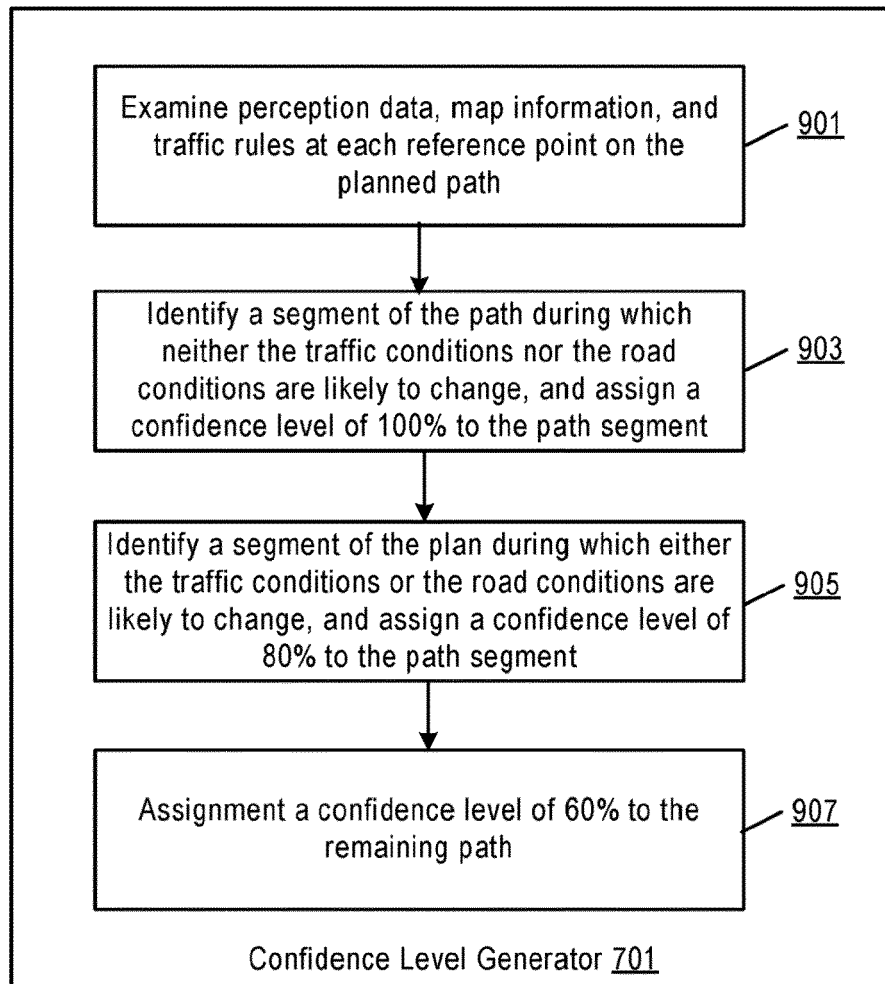 Examine perception data, map information, and
traffic rules at each reference point on the
planned path
901
Identify a segment of the path during which
neither the traffic conditions nor the road
conditions are likely to change, and assign a
confidence level of 100% to the path segment
903
Identify a segment of the plan during which either
the traffic conditions or the road conditions are
likely to change, and assign a confidence level of
80% to the path segment
905
Assignment a confidence level of 60% to the
remaining path
907
Confidence Level Generator 701